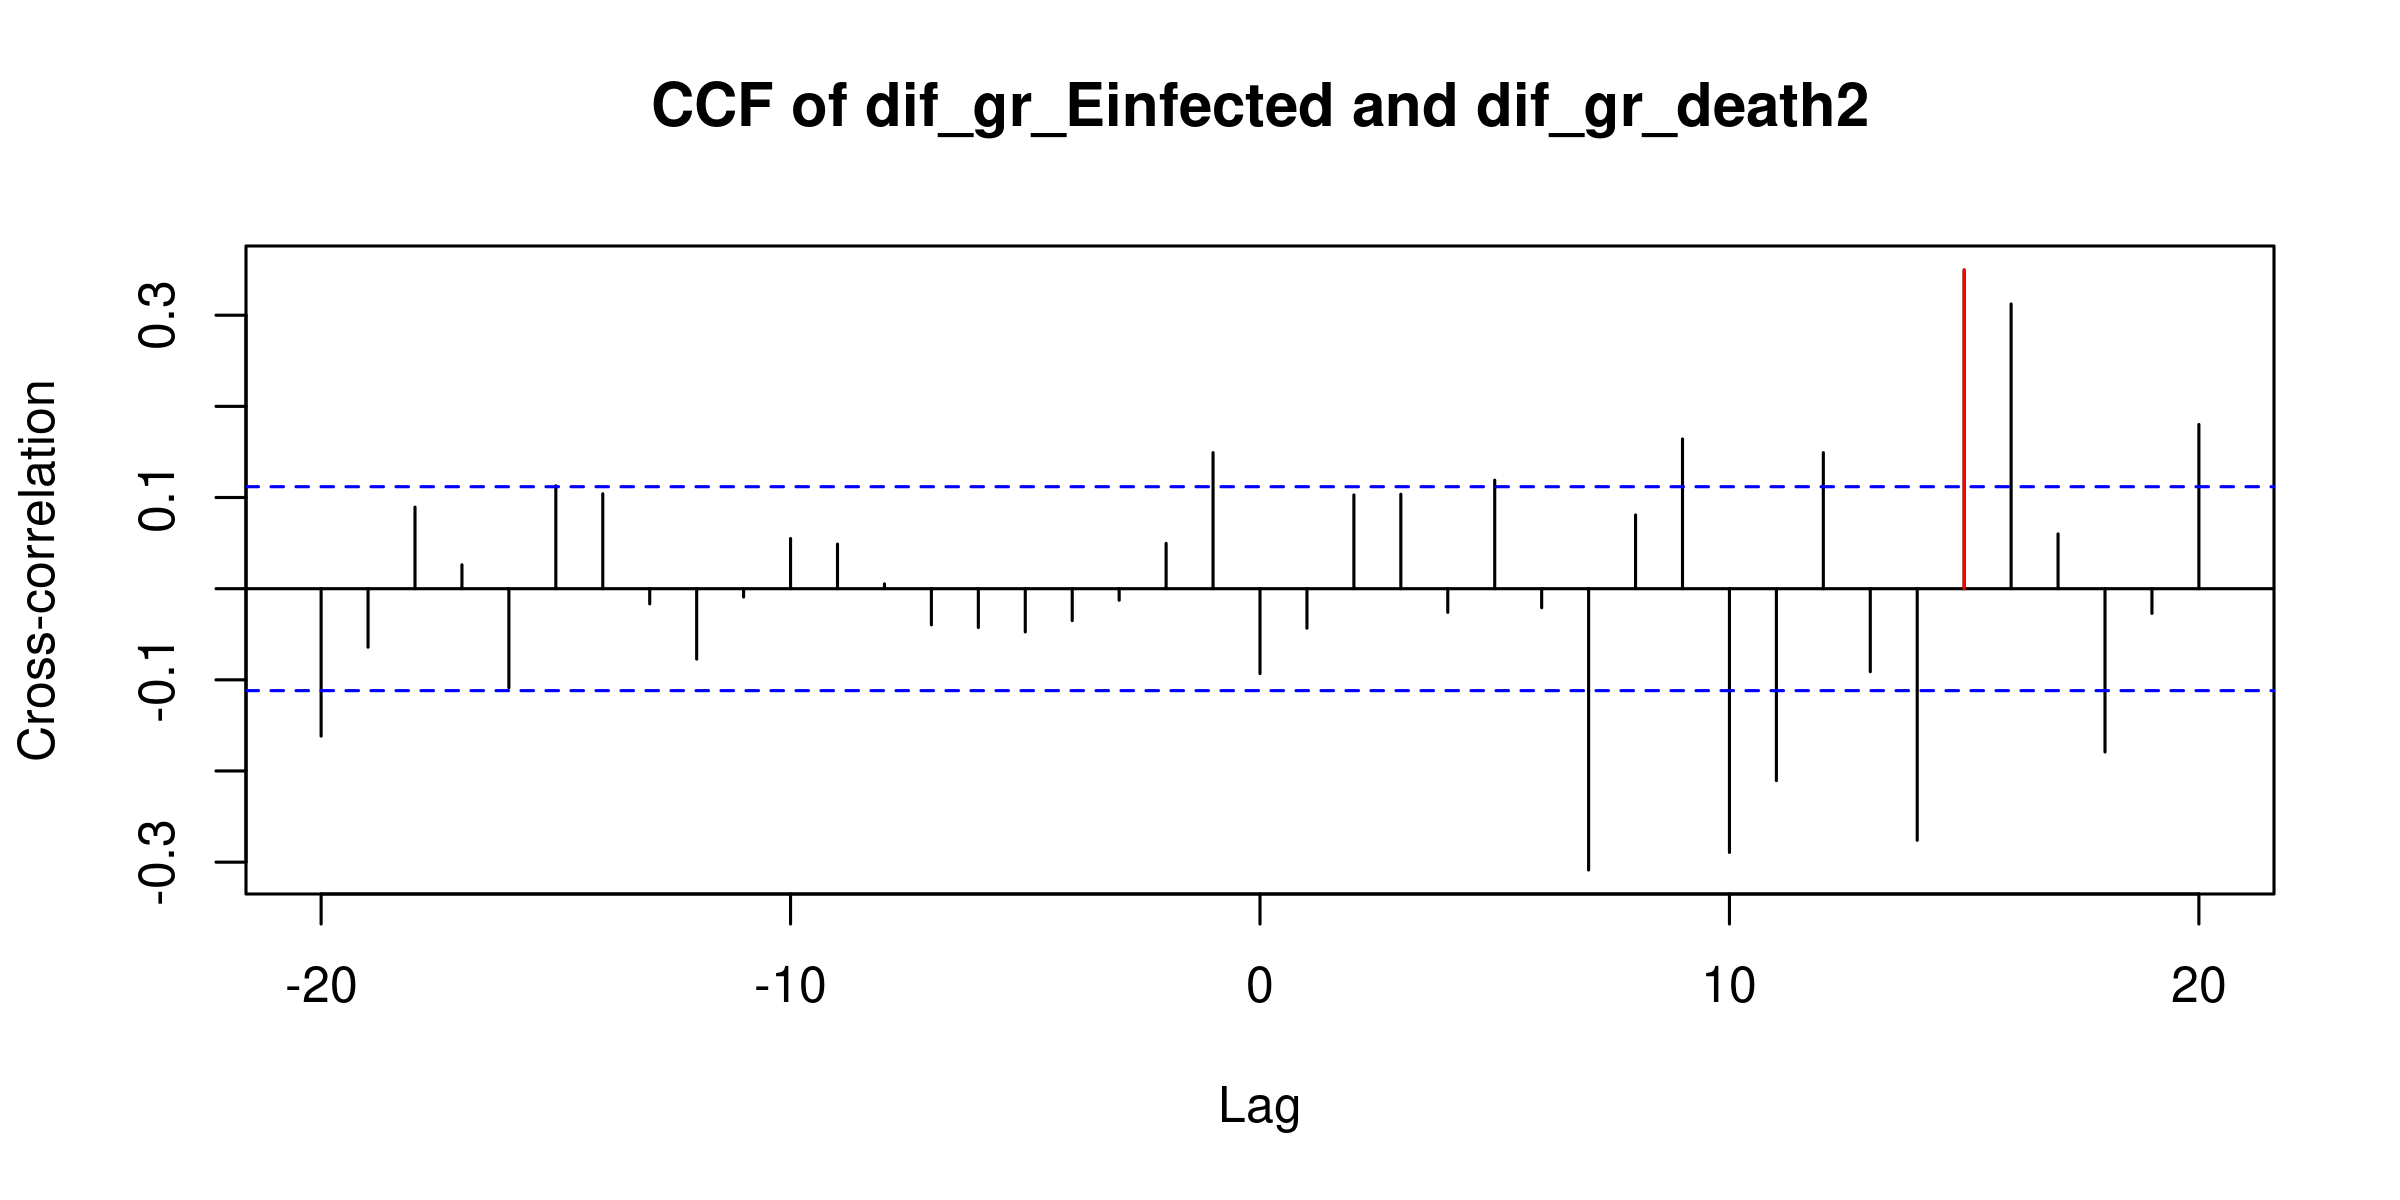 CCF of dif_gr_Einfected and dif_gr_death2
Cross-correlation
0.3
0.1
-0.1
-0.3
-20 -10 0 10 20
Lag